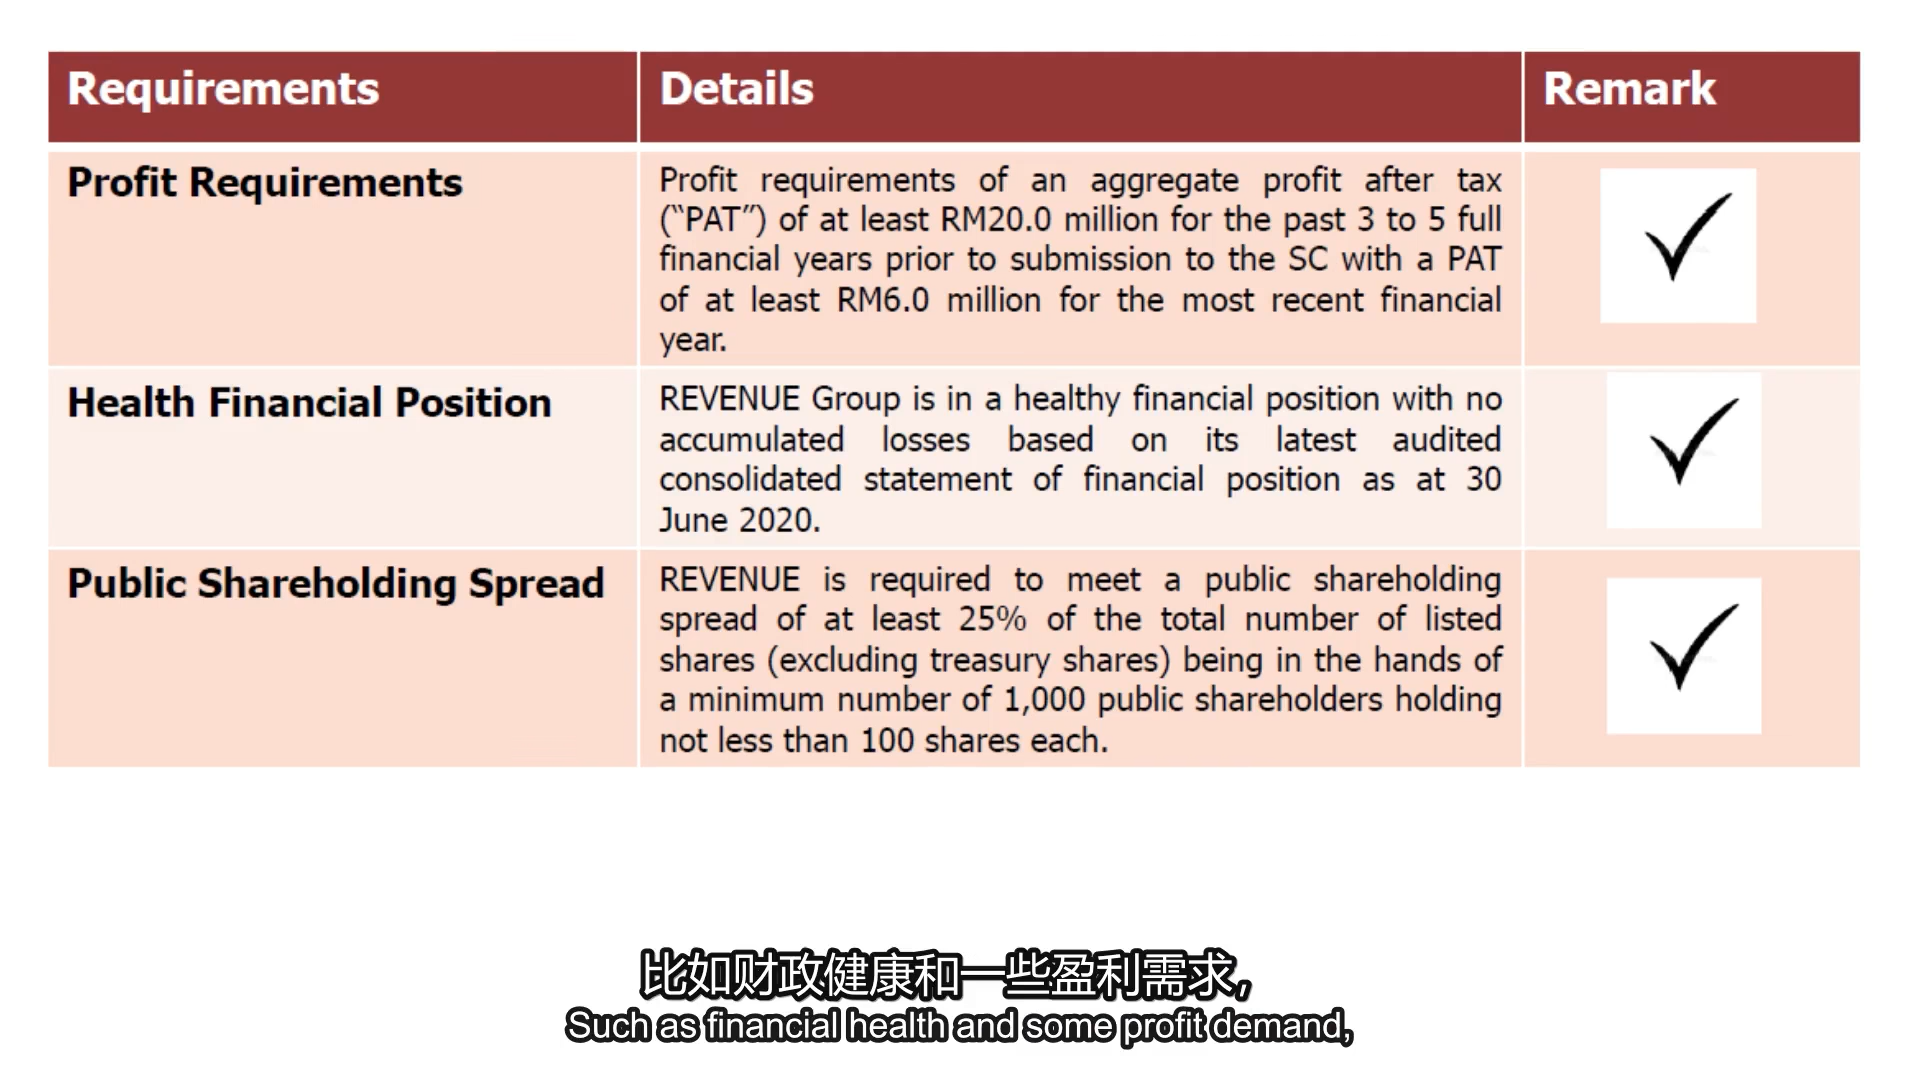 Requirements
Details
Remark
Profit Requirements
Profit requirements of an aggregate profit after tax
(“PAT”) of at least RM20.0 million for the past 3 to 5 full
financial years prior to submission to the SC with a PAT
of at least RM6.0 million for the most recent financial
year.
Health Financial Position
REVENUE Group is in a healthy financial position with no
accumulated losses based on its latest audited
consolidated statement of financial position as at 30
June 2020.
Public Shareholding Spread
REVENUE is required to meet a public shareholding
spread of at least 25% of the total number of listed
shares (excluding treasury shares) being in the hands of
a minimum number of 1,000 public shareholders holding
not less than 100 shares each.
比如财政健康和一些盈利需求，
Such as financial health and some profit demand,